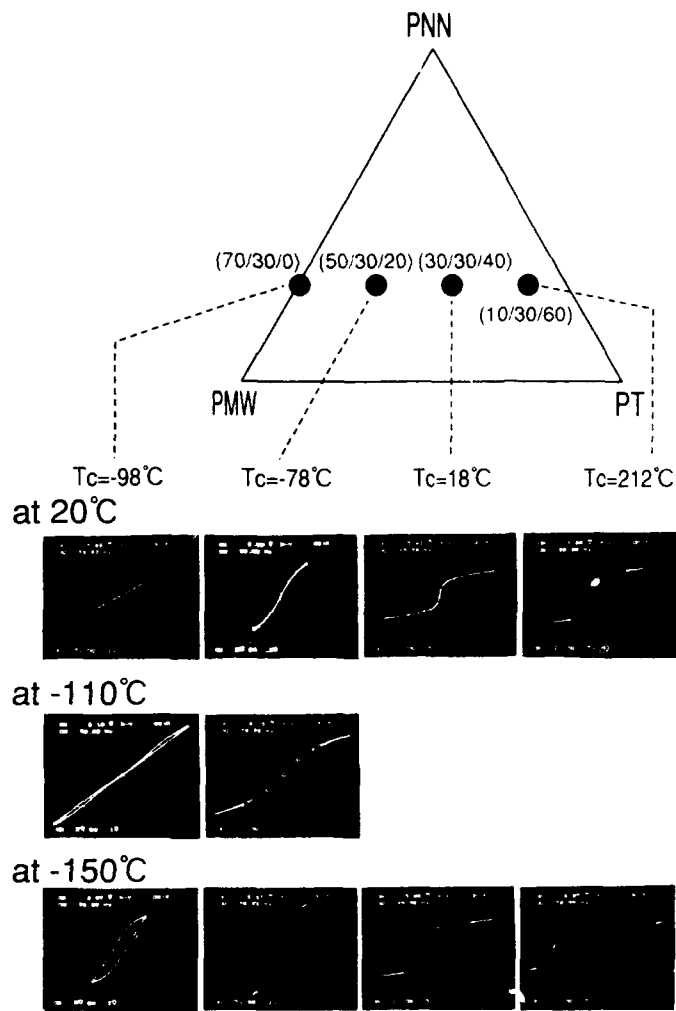 PNN
(70/30/0) (50/30/20) (30/30/40)
(10/30/60)
PMW
PT
Tc=-98℃ Tc=-78℃ Tc=18℃ Tc=212℃
at 20℃
at -110℃
at -150℃